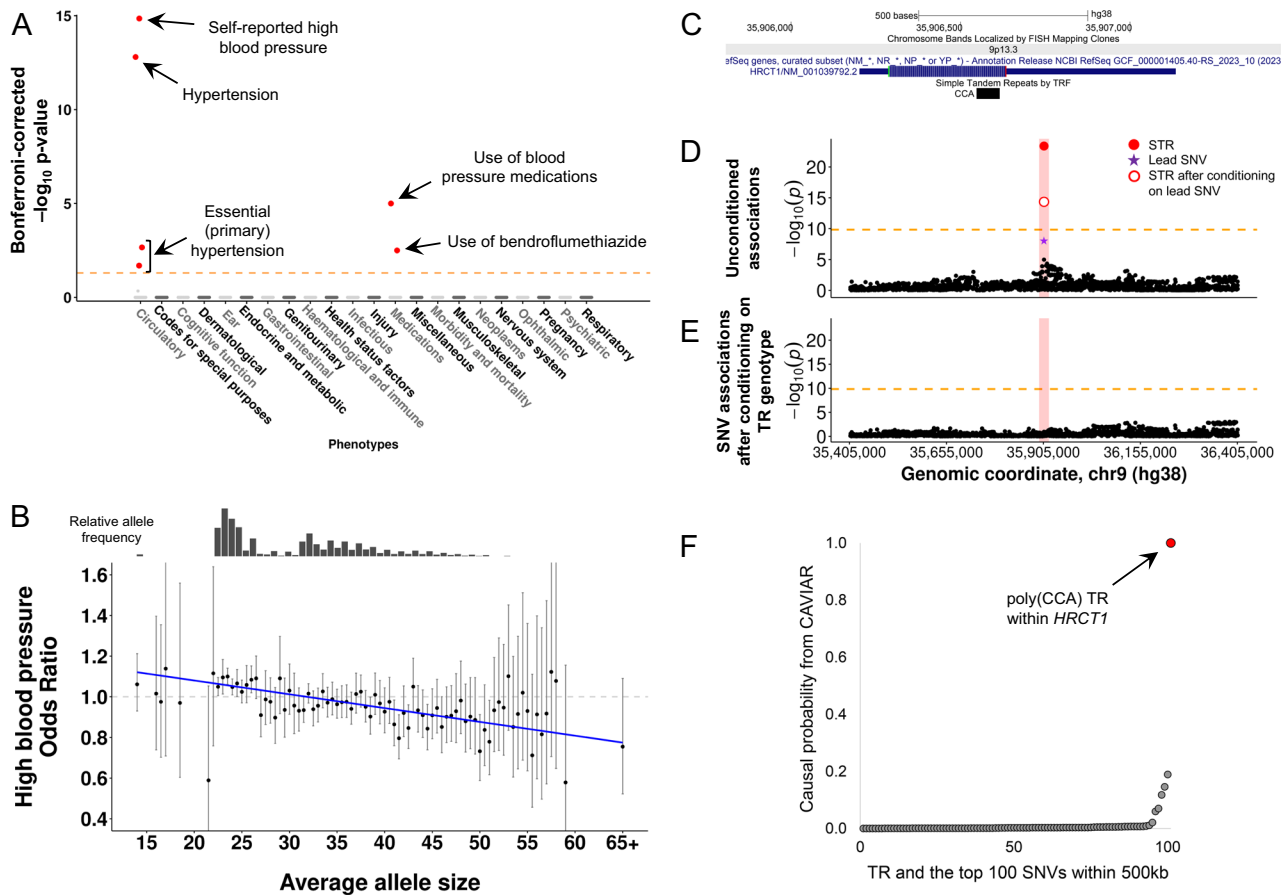 A
15
10
5
0
Bonferroni-corrected
−log10 p-value
Self-reported high
blood pressure
Hypertension
Use of blood
pressure medications
Essential
(primary)
hypertension
Use of bendroflumethiazide
Circulatory
Codes for special purposes
Cognitive function
Dermatological
Ear
Endocrine and metabolic
Gastrointestinal
Genitourinary
Haematological and immune
Health status factors
Infectious
Injury
Medications
Miscellaneous
Morbidity and mortality
Musculoskeletal
Neoplasms
Nervous system
Ophthalmic
Pregnancy
Psychiatric
Respiratory
Phenotypes
B
Relative allele
frequency
High blood pressure
Odds Ratio
1.6
1.4
1.2
1.0
0.8
0.6
0.4
15 20 25 30 35 40 45 50 55 60 65+
Average allele size
C
500 bases hg38
35,906,000 35,906,500 35,907,000
Chromosome Bands Localized by FISH Mapping Clones
9p13.3
efSeq genes, curated subset (NM_*, NR_*, NP_* or YP_*) - Annotation Release NCBI RefSeq GCF_000001405.40-RS_2023_10 (2023
HRCT1/NM_001039792.2
Simple Tandem Repeats by TRF
CCA
D
Unconditioned
associations
−log10(p)
20
15
10
5
0
STR
Lead SNV
STR after conditioning
on lead SNV
E
SNV associations
after conditioning on
TR genotype
−log10(p)
20
15
10
5
0
35,405,000 35,655,000 35,905,000 36,155,000 36,405,000
Genomic coordinate, chr9 (hg38)
F
Causal probability from CAVIAR
1.0
0.8
0.6
0.4
0.2
0.0
poly(CCA) TR
within HRCT1
0 50 100
TR and the top 100 SNVs within 500kb